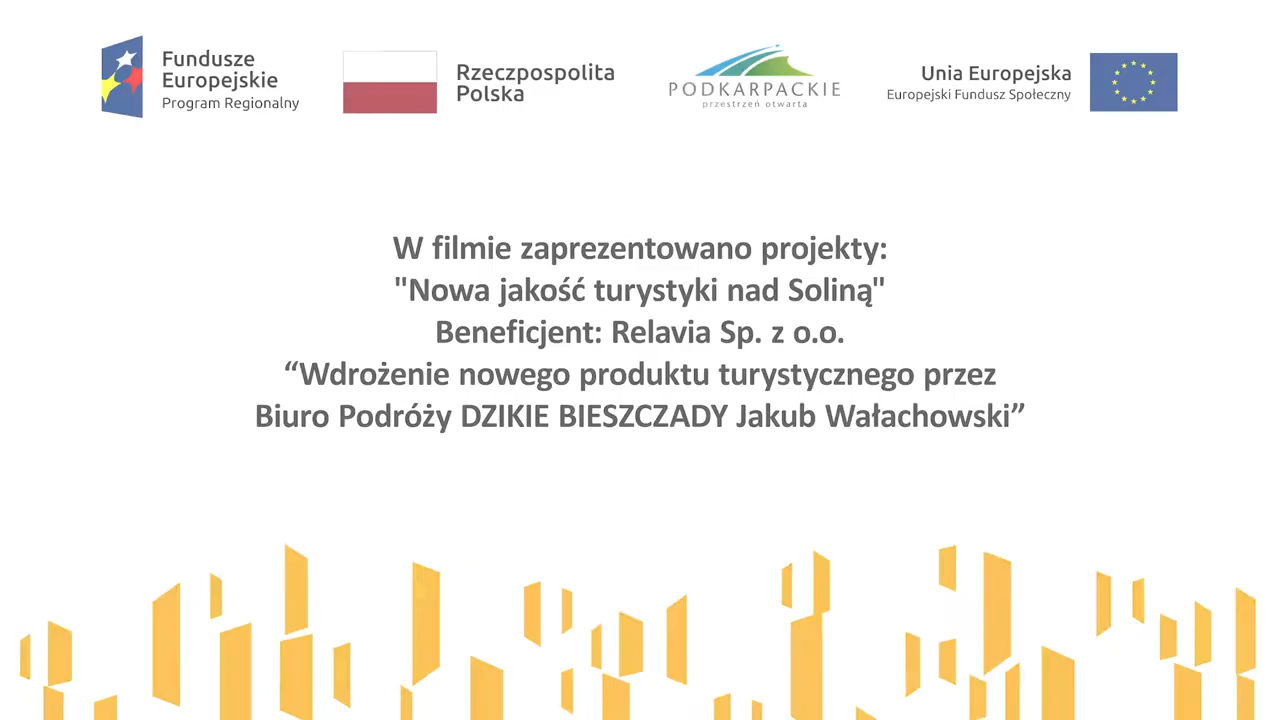 Fundusze
Europejskie
Program Regionalny
Rzeczpospolita
Polska
PODKARPACKIE
przestrzeń otwarta
Unia Europejska
Europejski Fundusz Społeczny
W filmie zaprezentowano projekty:
"Nowa jakość turystyki nad Soliną"
Beneficjent: Relavia Sp. z o.o.
“Wdrożenie nowego produktu turystycznego przez
Biuro Podróży DZIKIE BIESZCZADY Jakub Wałachowski”